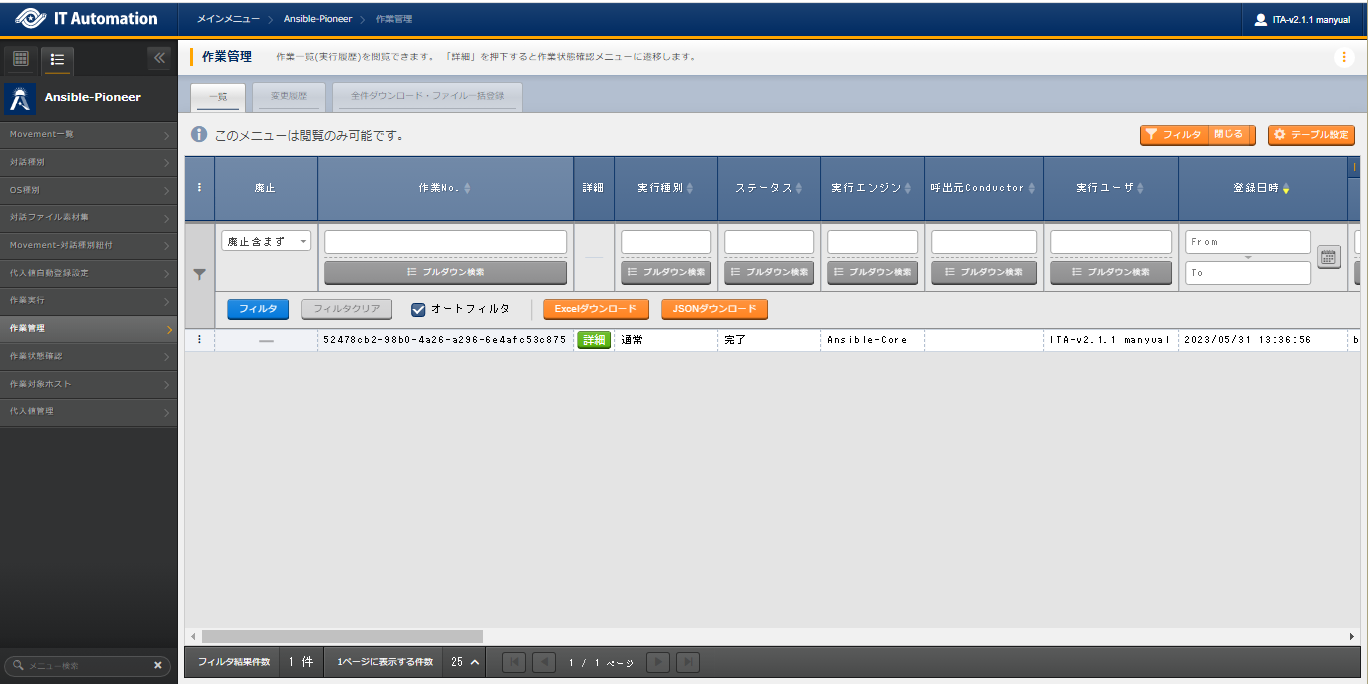 IT Automation
メインメニュー Ansible-Pioneer 作業管理
ITA-v2.1.1 manyual
Ansible-Pioneer
Movement一覧
対話種別
OS種別
対話ファイル素材集
Movement-対話種別紐付
代入値自動登録設定
作業実行
作業管理
作業状態確認
作業対象ホスト
代入値管理
メニュー検索
作業管理 作業一覧(実行履歴)を閲覧できます。「詳細」を押下すると作業状態確認メニューに遷移します。
一覧 変更履歴 全件ダウンロード・ファイル一括登録
このメニューは閲覧のみ可能です。
フィルタ 閉じる テーブル設定
廃止 作業No. 詳細 実行種別 ステータス 実行エンジン 呼出元Conductor 実行ユーザ 登録日時
廃止含まず From
プルダウン検索 プルダウン検索 プルダウン検索 プルダウン検索 プルダウン検索 プルダウン検索 To
フィルタ フィルタクリア オートフィルタ Excelダウンロード JSONダウンロード
52478cb2-98b0-4a26-a296-6e4afc53c875 詳細 通常 完了 Ansible-Core ITA-v2.1.1 manyual 2023/05/31 13:36:56 b
フィルタ結果件数 1 件 1ページに表示する件数 25 1 / 1 ページ